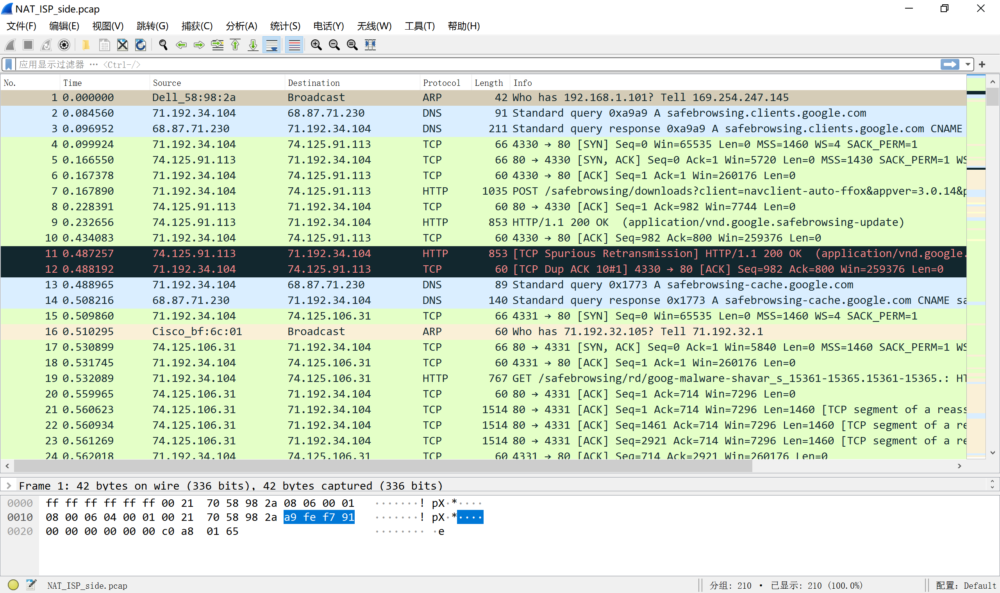 NAT_ISP_side.pcap
文件(F) 编辑(E) 视图(V) 跳转(G) 捕获(C) 分析(A) 统计(S) 电话(Y) 无线(W) 工具(T) 帮助(H)
应用显示过滤器 … <Ctrl-/>
No. Time Source Destination Protocol Length Info
1 0.000000 Dell_58:98:2a Broadcast ARP 42 Who has 192.168.1.101? Tell 169.254.247.145
2 0.084560 71.192.34.104 68.87.71.230 DNS 91 Standard query 0xa9a9 A safebrowsing.clients.google.com
3 0.096952 68.87.71.230 71.192.34.104 DNS 211 Standard query response 0xa9a9 A safebrowsing.clients.google.com CNAME
4 0.099924 71.192.34.104 74.125.91.113 TCP 66 4330 → 80 [SYN] Seq=0 Win=65535 Len=0 MSS=1460 WS=4 SACK_PERM=1
5 0.166550 74.125.91.113 71.192.34.104 TCP 66 80 → 4330 [SYN, ACK] Seq=0 Ack=1 Win=5720 Len=0 MSS=1430 SACK_PERM=1 WS
6 0.167378 71.192.34.104 74.125.91.113 TCP 60 4330 → 80 [ACK] Seq=1 Ack=1 Win=260176 Len=0
7 0.167890 71.192.34.104 74.125.91.113 HTTP 1035 POST /safebrowsing/downloads?client=navclient-auto-ffox&appver=3.0.14&p
8 0.228391 74.125.91.113 71.192.34.104 TCP 60 80 → 4330 [ACK] Seq=1 Ack=982 Win=7744 Len=0
9 0.232656 74.125.91.113 71.192.34.104 HTTP 853 HTTP/1.1 200 OK  (application/vnd.google.safebrowsing-update)
10 0.434083 71.192.34.104 74.125.91.113 TCP 60 4330 → 80 [ACK] Seq=982 Ack=800 Win=259376 Len=0
11 0.487257 74.125.91.113 71.192.34.104 HTTP 853 [TCP Spurious Retransmission] HTTP/1.1 200 OK  (application/vnd.google.
12 0.488192 71.192.34.104 74.125.91.113 TCP 60 [TCP Dup ACK 10#1] 4330 → 80 [ACK] Seq=982 Ack=800 Win=259376 Len=0
13 0.488965 71.192.34.104 68.87.71.230 DNS 89 Standard query 0x1773 A safebrowsing-cache.google.com
14 0.508216 68.87.71.230 71.192.34.104 DNS 140 Standard query response 0x1773 A safebrowsing-cache.google.com CNAME sa
15 0.509860 71.192.34.104 74.125.106.31 TCP 66 4331 → 80 [SYN] Seq=0 Win=65535 Len=0 MSS=1460 WS=4 SACK_PERM=1
16 0.510295 Cisco_bf:6c:01 Broadcast ARP 60 Who has 71.192.32.105? Tell 71.192.32.1
17 0.530899 74.125.106.31 71.192.34.104 TCP 66 80 → 4331 [SYN, ACK] Seq=0 Ack=1 Win=5840 Len=0 MSS=1460 SACK_PERM=1 WS
18 0.531745 71.192.34.104 74.125.106.31 TCP 60 4331 → 80 [ACK] Seq=1 Ack=1 Win=260176 Len=0
19 0.532089 71.192.34.104 74.125.106.31 HTTP 767 GET /safebrowsing/rd/goog-malware-shavar_s_15361-15365.15361-15365.: HT
20 0.559965 74.125.106.31 71.192.34.104 TCP 60 80 → 4331 [ACK] Seq=1 Ack=714 Win=7296 Len=0
21 0.560623 74.125.106.31 71.192.34.104 TCP 1514 80 → 4331 [ACK] Seq=1 Ack=714 Win=7296 Len=1460 [TCP segment of a reass
22 0.560934 74.125.106.31 71.192.34.104 TCP 1514 80 → 4331 [ACK] Seq=1461 Ack=714 Win=7296 Len=1460 [TCP segment of a re
23 0.561269 74.125.106.31 71.192.34.104 TCP 1514 80 → 4331 [ACK] Seq=2921 Ack=714 Win=7296 Len=1460 [TCP segment of a re
24 0.562018 71.192.34.104 74.125.106.31 TCP 60 4331 → 80 [ACK] Seq=714 Ack=2921 Win=260176 Len=0
Frame 1: 42 bytes on wire (336 bits), 42 bytes captured (336 bits)
0000 ff ff ff ff ff ff 00 21 70 58 98 2a 08 06 00 01 ·······! pX·*····
0010 08 00 06 04 00 01 00 21 70 58 98 2a a9 fe f7 91 ·······! pX·*····
0020 00 00 00 00 00 00 c0 a8 01 65 ········ ·e
NAT_ISP_side.pcap 分组: 210 · 已显示: 210 (100.0%) 配置: Default